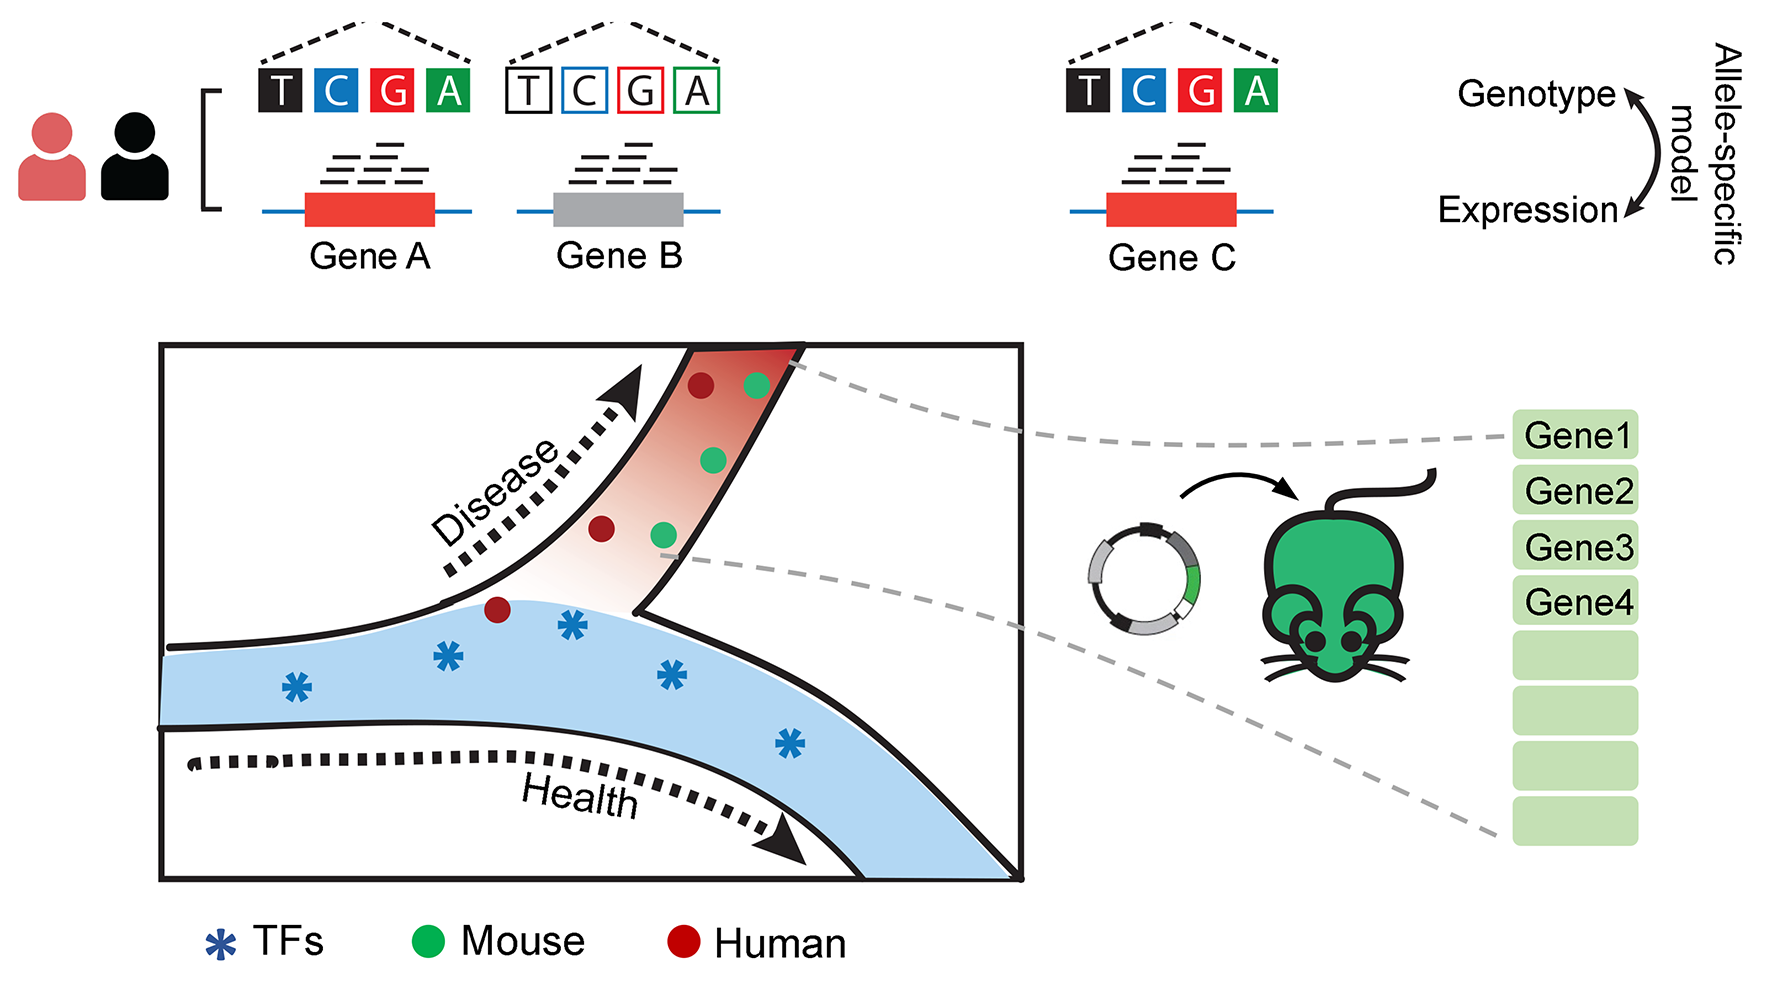 T C G A
T C G A
T C G A
Genotype
Expression
Allele-specific
model
Gene A
Gene B
Gene C
Disease
Health
Gene1
Gene2
Gene3
Gene4
TFs
Mouse
Human